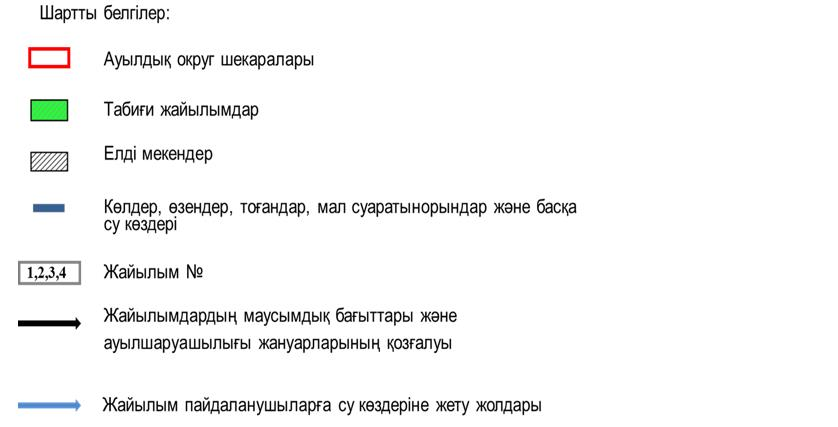 Шартты белгілер:
Ауылдық округ шекаралары
Табиғи жайылымдар
Елді мекендер
Көлдер, өзендер, тоғандар, мал суаратынорындар және басқа
су көздері
1,2,3,4 Жайылым №
Жайылымдардың маусымдық бағыттары және
ауылшаруашылығы жануарларының қозғалуы
Жайылым пайдаланушыларға су көздеріне жету жолдары